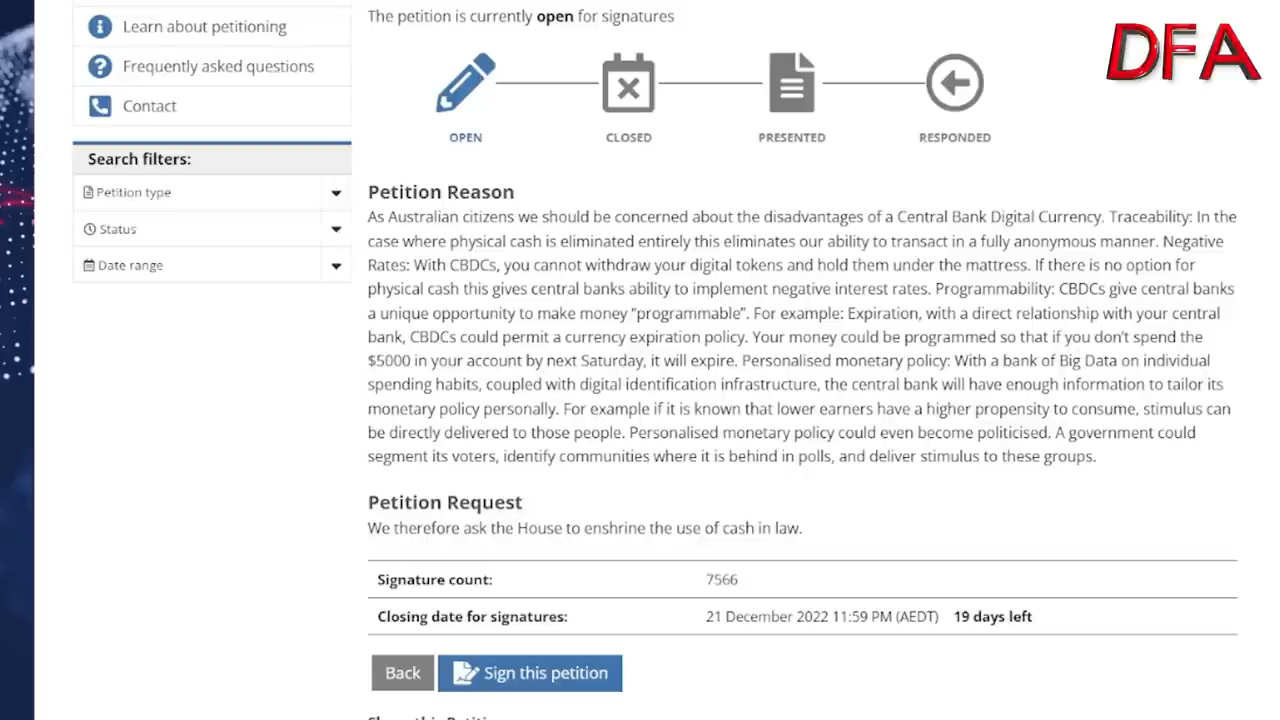 Learn about petitioning
Frequently asked questions
Contact
Search filters:
Petition type
Status
Date range
The petition is currently open for signatures
DFA
OPEN
CLOSED
PRESENTED
RESPONDED
Petition Reason
As Australian citizens we should be concerned about the disadvantages of a Central Bank Digital Currency. Traceability: In the
case where physical cash is eliminated entirely this eliminates our ability to transact in a fully anonymous manner. Negative
Rates: With CBDCs, you cannot withdraw your digital tokens and hold them under the mattress. If there is no option for
physical cash this gives central banks ability to implement negative interest rates. Programmability: CBDCs give central banks
a unique opportunity to make money “programmable”. For example: Expiration, with a direct relationship with your central
bank, CBDCs could permit a currency expiration policy. Your money could be programmed so that if you don’t spend the
$5000 in your account by next Saturday, it will expire. Personalised monetary policy: With a bank of Big Data on individual
spending habits, coupled with digital identification infrastructure, the central bank will have enough information to tailor its
monetary policy personally. For example if it is known that lower earners have a higher propensity to consume, stimulus can
be directly delivered to those people. Personalised monetary policy could even become politicised. A government could
segment its voters, identify communities where it is behind in polls, and deliver stimulus to these groups.
Petition Request
We therefore ask the House to enshrine the use of cash in law.
Signature count: 7566
Closing date for signatures: 21 December 2022 11:59 PM (AEDT) 19 days left
Back
Sign this petition